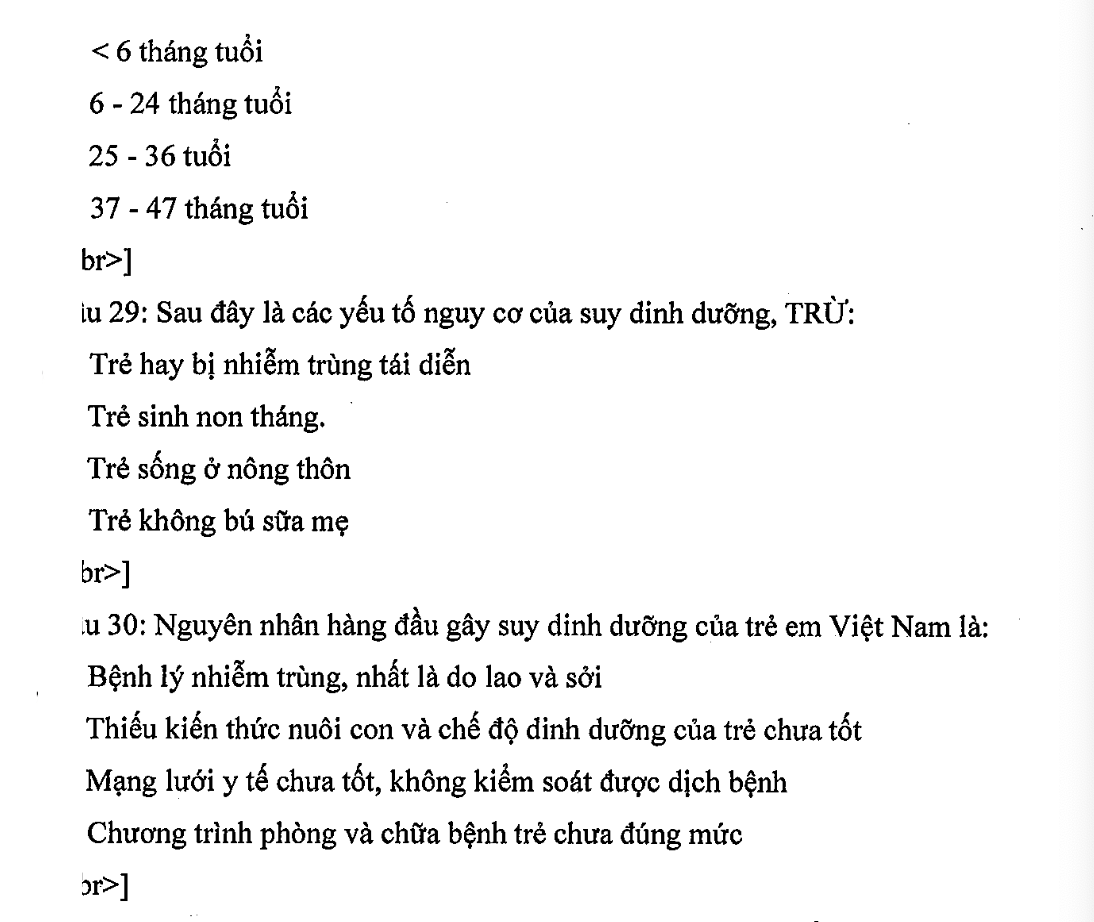 < 6 tháng tuổi
6 - 24 tháng tuổi
25 - 36 tuổi
37 - 47 tháng tuổi
br>]
u 29: Sau đây là các yếu tố nguy cơ của suy dinh dưỡng, TRỪ:
Trẻ hay bị nhiễm trùng tái diễn
Trẻ sinh non tháng.
Trẻ sống ở nông thôn
Trẻ không bú sữa mẹ
br>]
u 30: Nguyên nhân hàng đầu gây suy dinh dưỡng của trẻ em Việt Nam là:
Bệnh lý nhiễm trùng, nhất là do lao và sởi
Thiếu kiến thức nuôi con và chế độ dinh dưỡng của trẻ chưa tốt
Mạng lưới y tế chưa tốt, không kiểm soát được dịch bệnh
Chương trình phòng và chữa bệnh trẻ chưa đúng mức
br>]